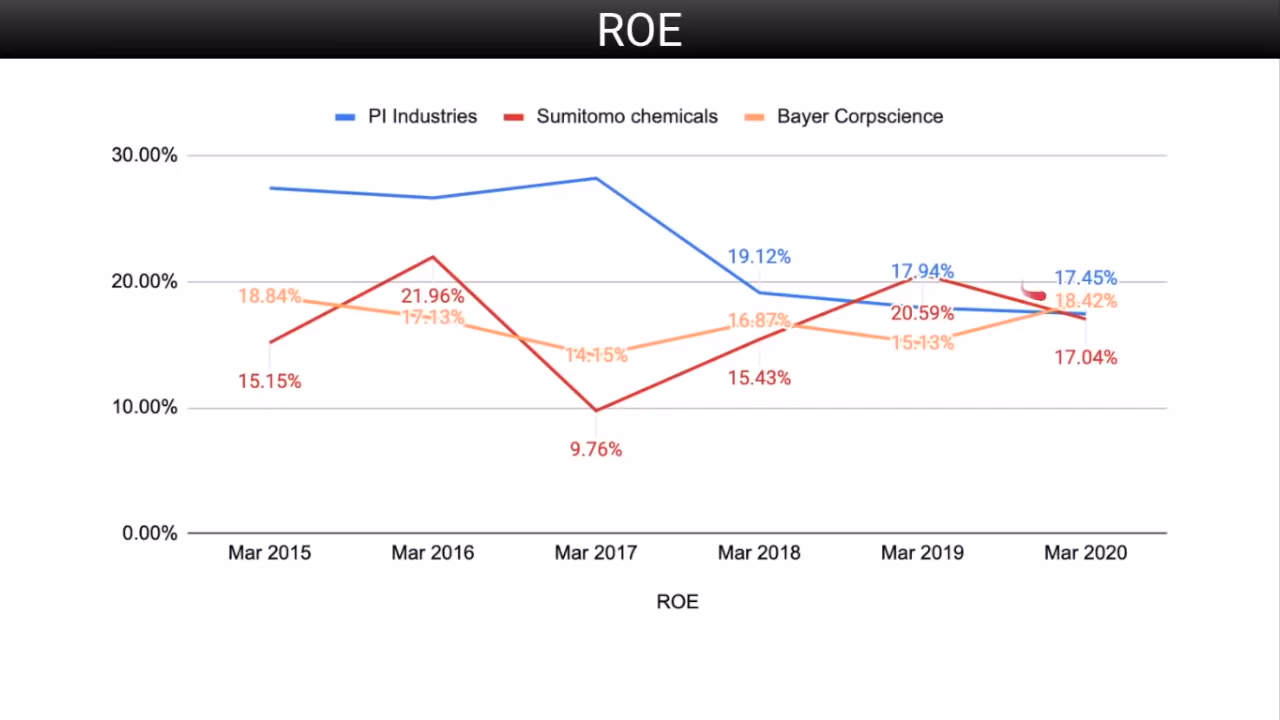 ROE
PI Industries Sumitomo chemicals Bayer Corpscience
30.00%
20.00%
10.00%
0.00%
19.12% 17.94% 17.45%
18.84% 21.96% 18.42%
17.13% 16.87% 20.59%
14.15% 15.13% 17.04%
15.15% 15.43%
9.76%
Mar 2015 Mar 2016 Mar 2017 Mar 2018 Mar 2019 Mar 2020
ROE